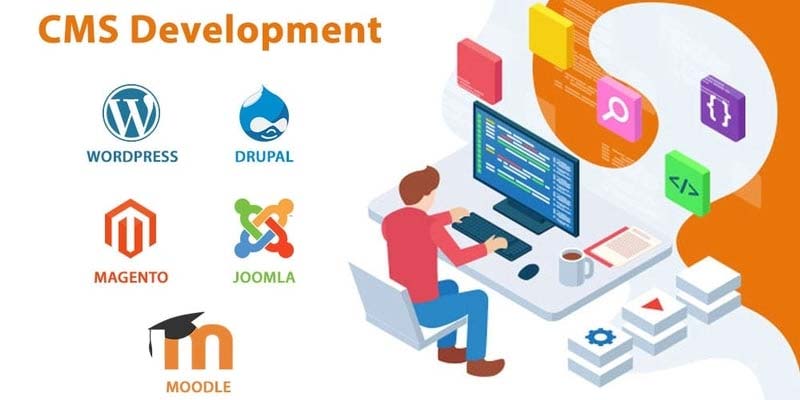 CMS Development
WORDPRESS
DRUPAL
MAGENTO
JOOMLA
MOODLE
{ }
</>